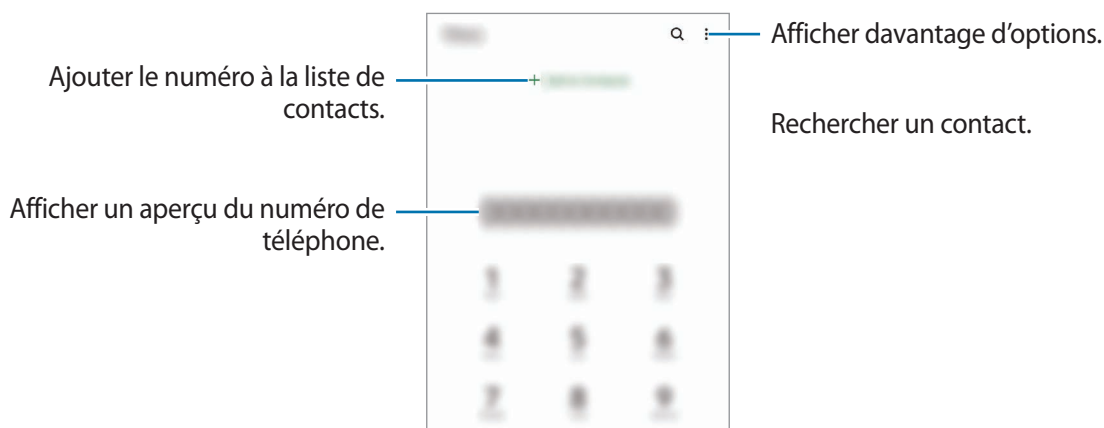 Afficher davantage d'options.
Ajouter le numéro à la liste de
contacts.
Rechercher un contact.
Afficher un aperçu du numéro de
téléphone.
1 2 3
4 5 6
7 8 9